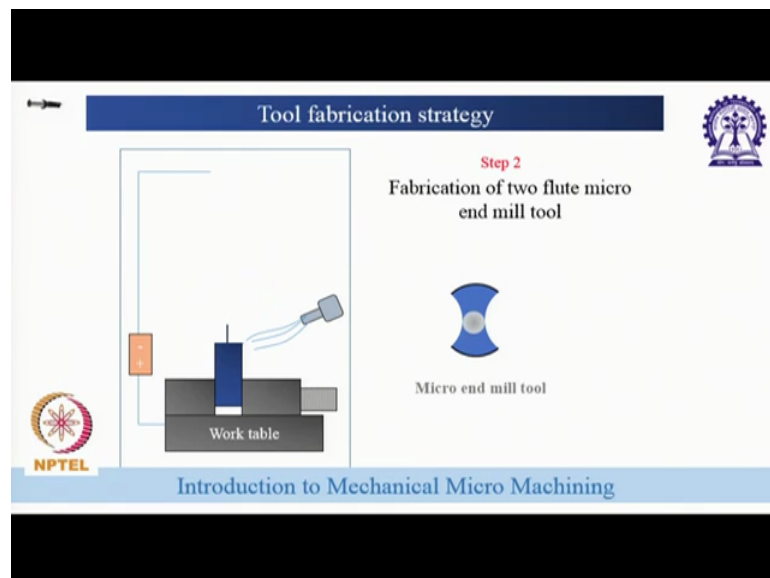 Tool fabrication strategy
Step 2
Fabrication of two flute micro
end mill tool
-
+
Micro end mill tool
Work table
NPTEL
Introduction to Mechanical Micro Machining